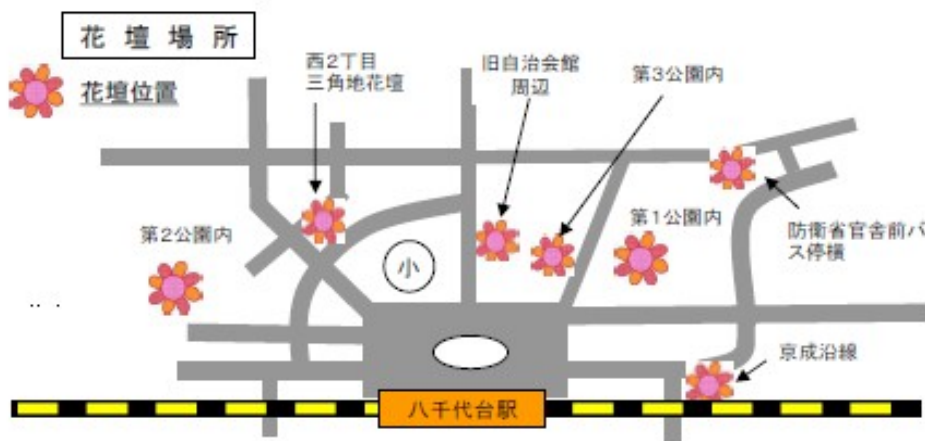 花壇場所
花壇位置
西2丁目
三角地花壇
旧自治会館
周辺
第3公園内
第2公園内
小
第1公園内
防衛省官舎前バ
ス停横
京成沿線
八千代台駅